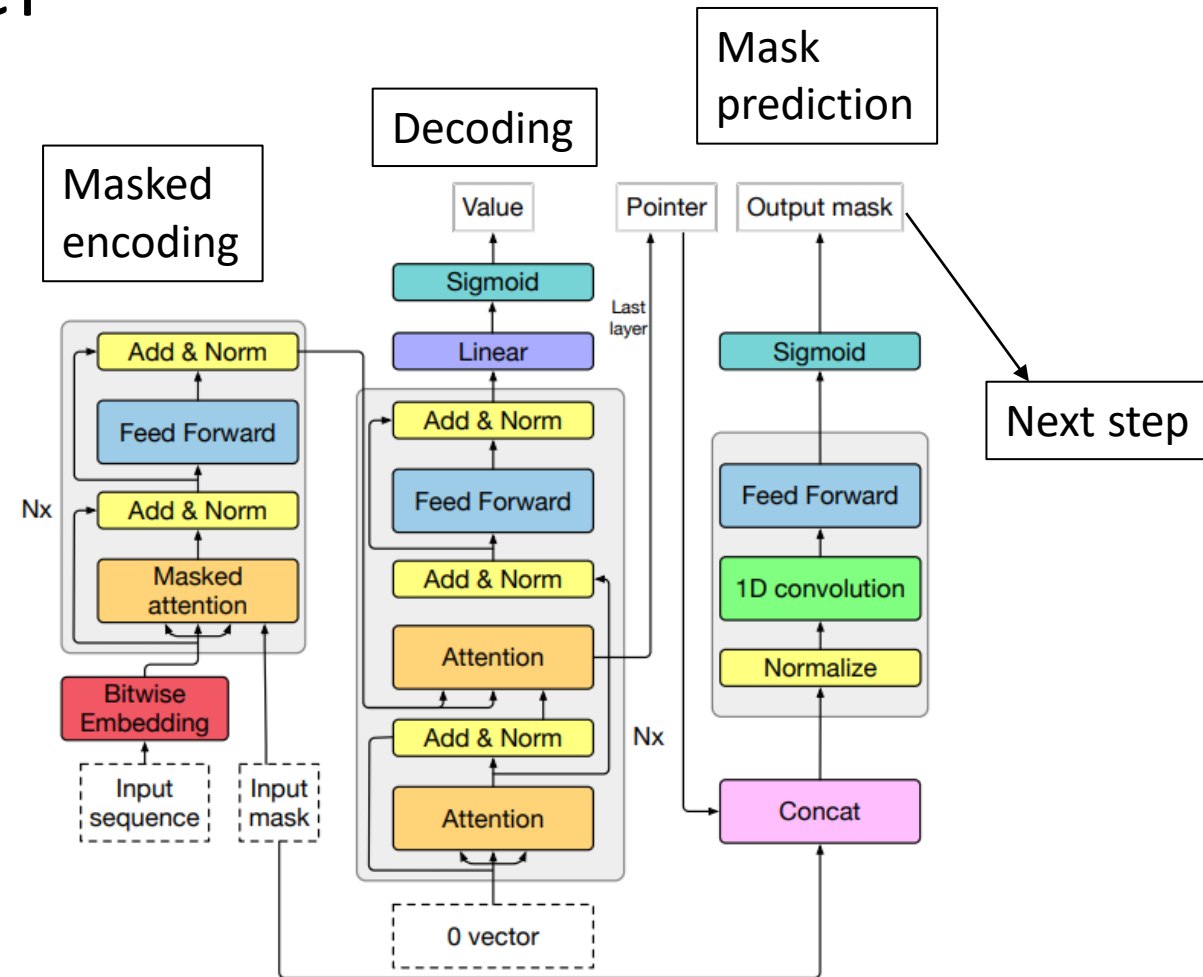 Mask
prediction
Decoding
Masked
encoding
Value
Pointer
Output mask
Sigmoid
Last
layer
Linear
Sigmoid
Next step
Add & Norm
Feed Forward
Add & Norm
Masked
attention
Nx
Bitwise
Embedding
Input
sequence
Input
mask
Add & Norm
Feed Forward
Add & Norm
Attention
Add & Norm
Attention
Nx
0 vector
Feed Forward
1D convolution
Normalize
Concat